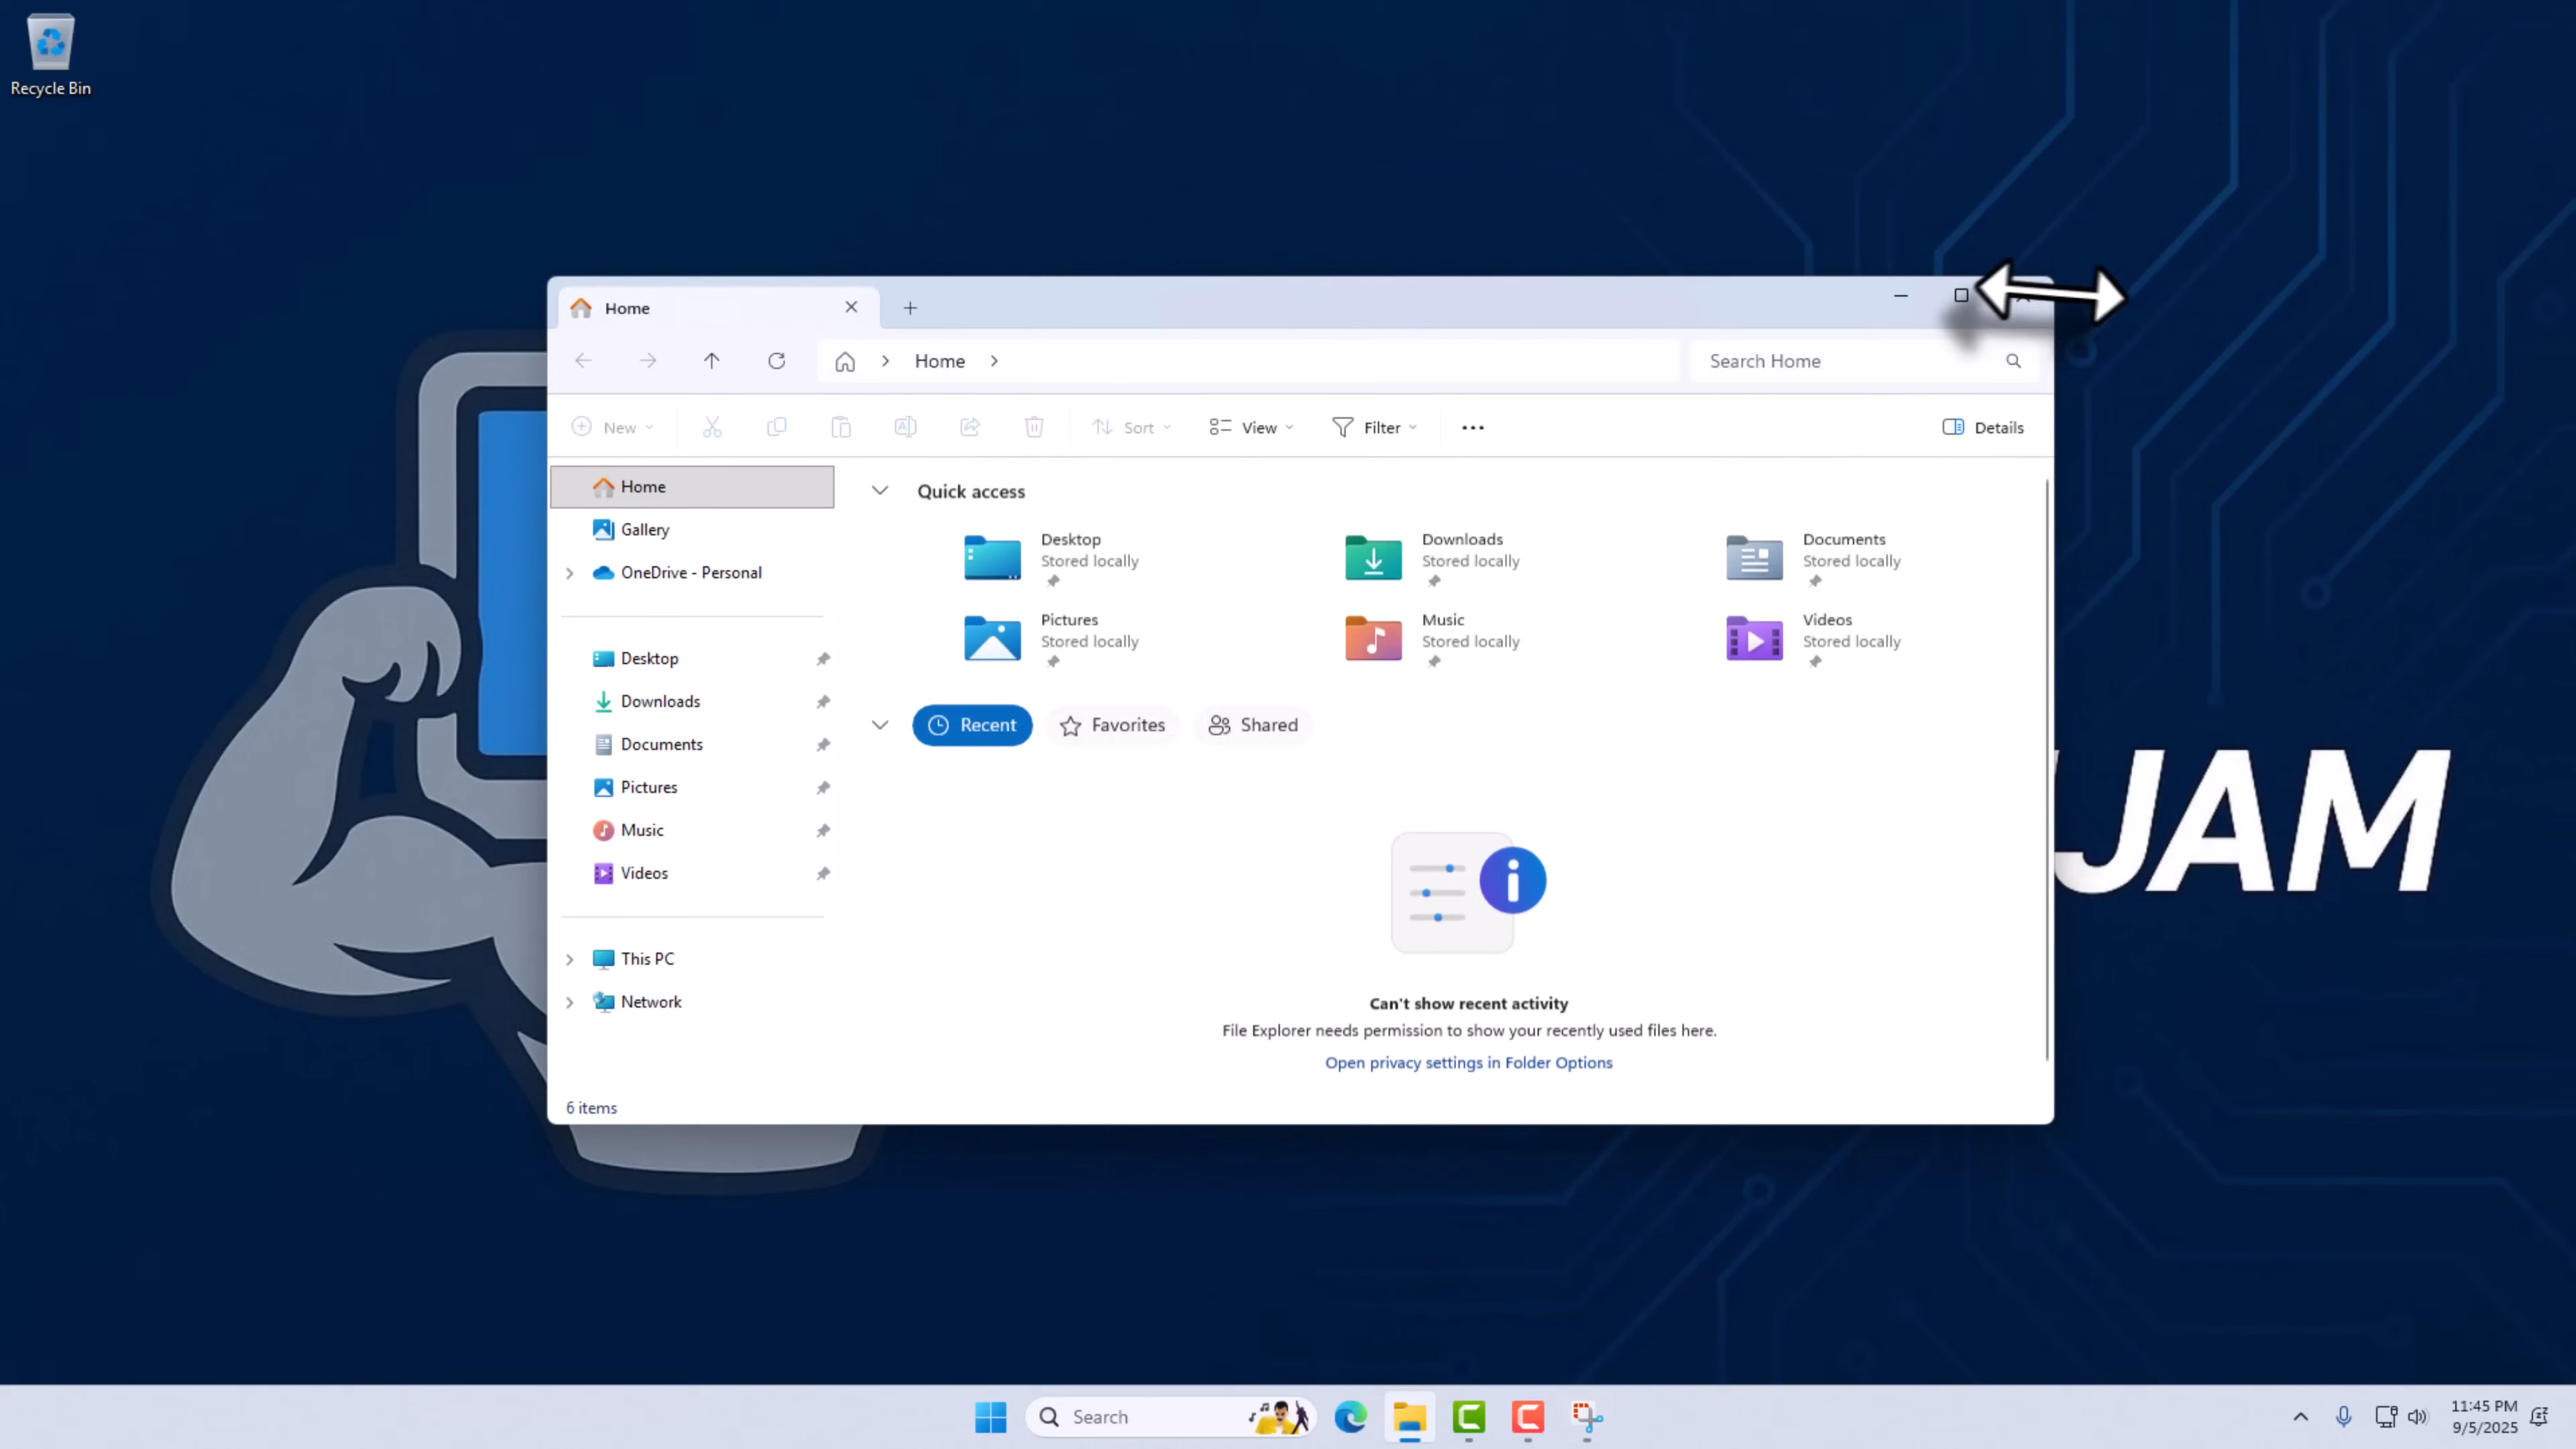 Recycle Bin
Home
Home
Search Home
New
Sort
View
Filter
Details
Home
Gallery
OneDrive - Personal
Desktop
Downloads
Documents
Pictures
Music
Videos
This PC
Network
Quick access
Desktop
Stored locally
Downloads
Stored locally
Documents
Stored locally
Pictures
Stored locally
Music
Stored locally
Videos
Stored locally
Recent
Favorites
Shared
Can't show recent activity
File Explorer needs permission to show your recently used files here.
Open privacy settings in Folder Options
6 items
JAM
Search
11:45 PM
9/5/2025